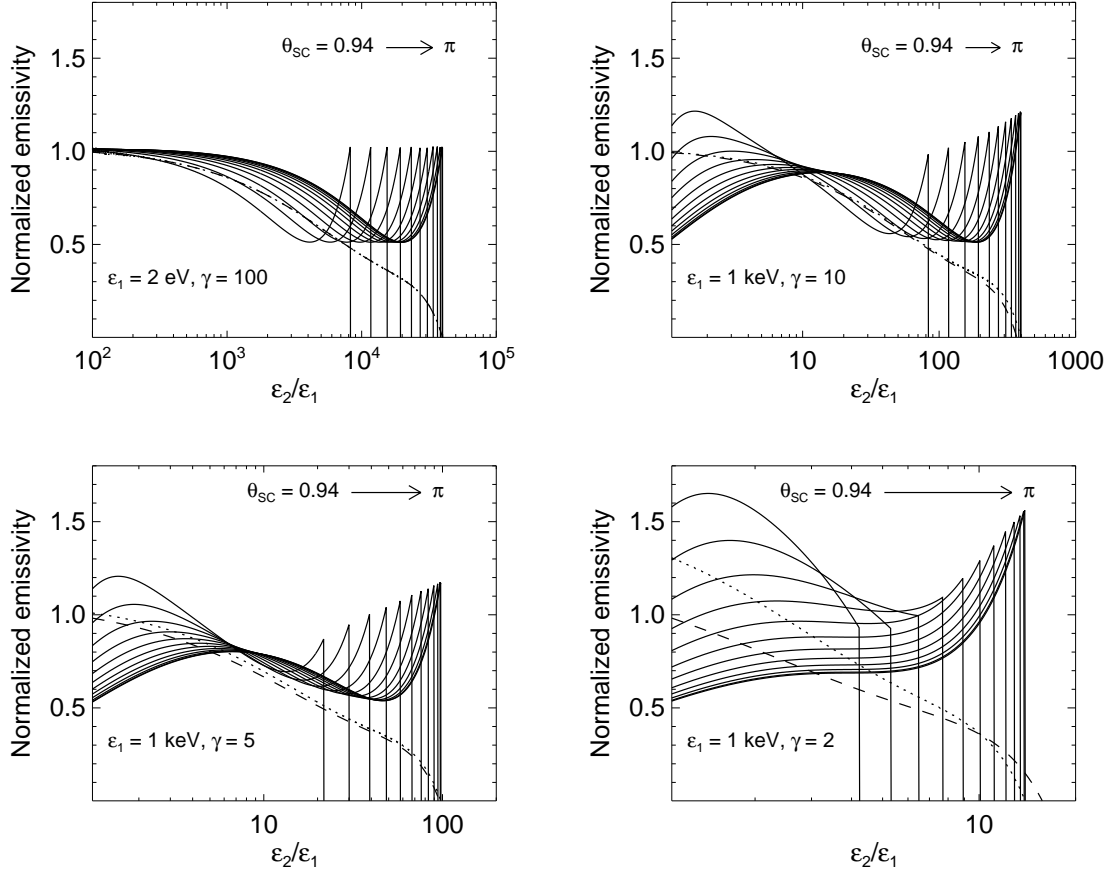 θSC = 0.94 → π
1.5
1.0
0.5
Normalized emissivity
ε1 = 2 eV, γ = 100
10^2 10^3 10^4 10^5
ε2/ε1
θSC = 0.94 → π
1.5
1.0
0.5
Normalized emissivity
ε1 = 1 keV, γ = 10
10 100 1000
ε2/ε1
θSC = 0.94 → π
1.5
1.0
0.5
Normalized emissivity
ε1 = 1 keV, γ = 5
10 100
ε2/ε1
θSC = 0.94 → π
1.5
1.0
0.5
Normalized emissivity
ε1 = 1 keV, γ = 2
10
ε2/ε1